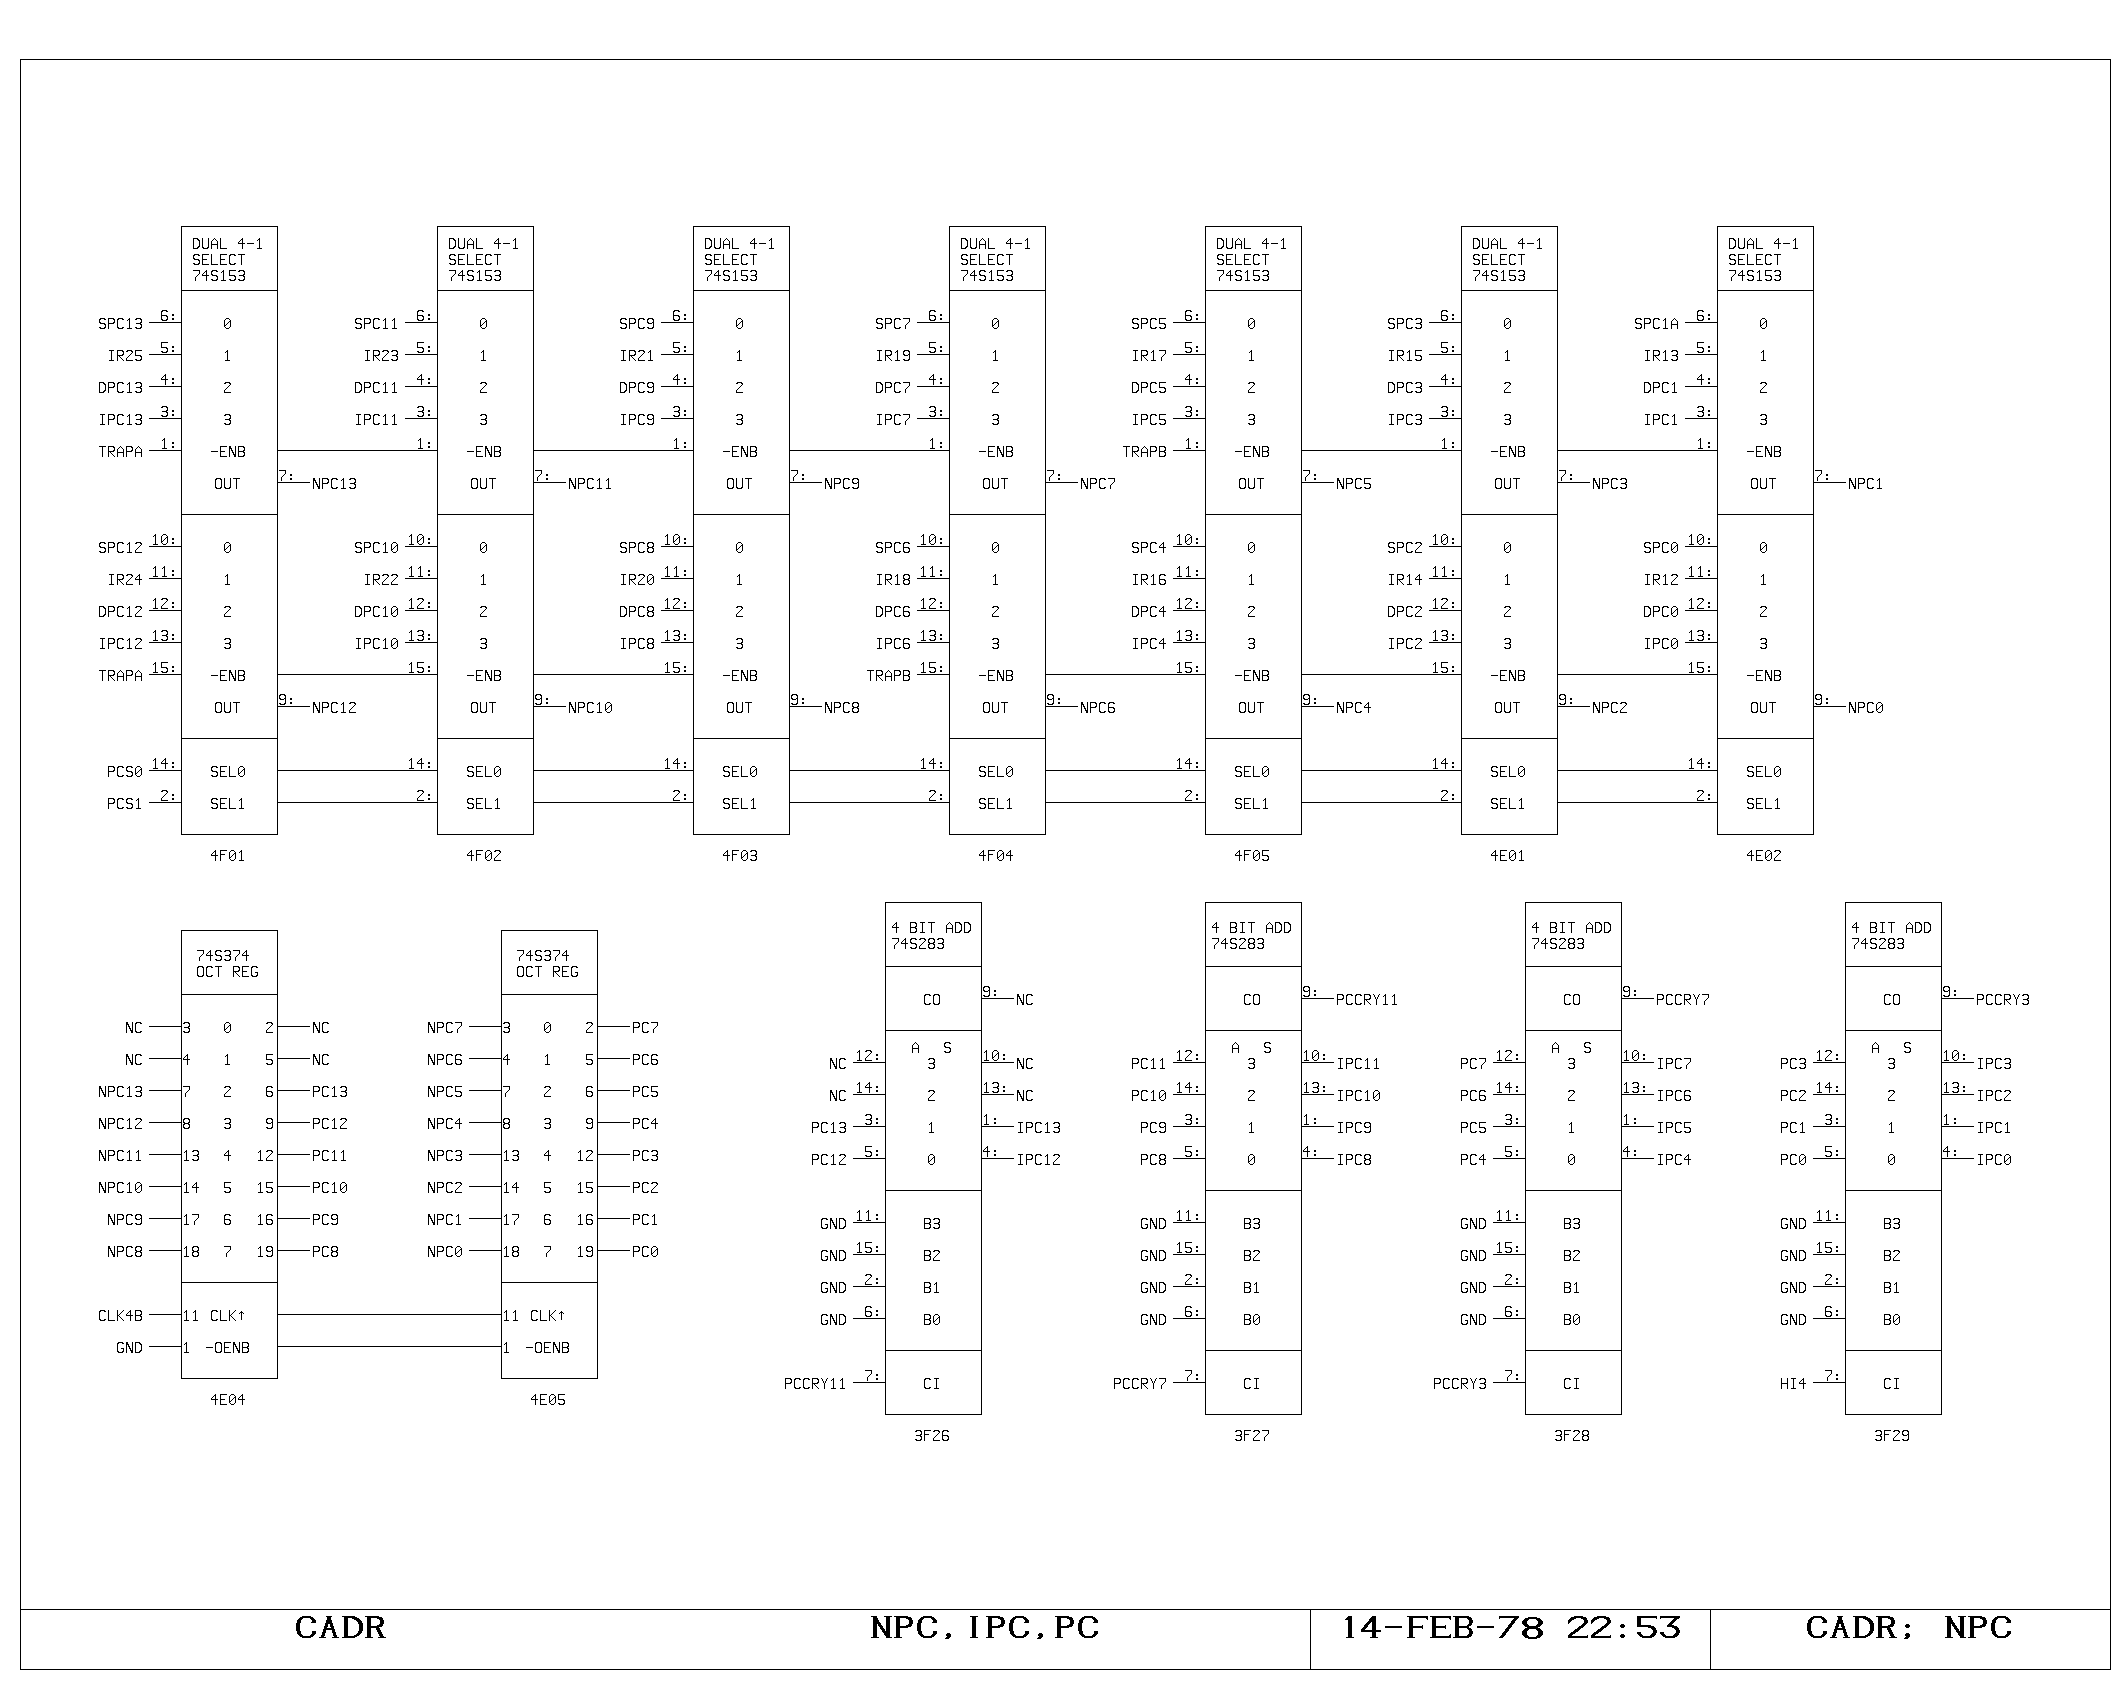 DUAL 4-1 DUAL 4-1 DUAL 4-1 DUAL 4-1 DUAL 4-1 DUAL 4-1 DUAL 4-1
SELECT SELECT SELECT SELECT SELECT SELECT SELECT
74S153 74S153 74S153 74S153 74S153 74S153 74S153
SPC13 6: 0 SPC11 6: 0 SPC9 6: 0 SPC7 6: 0 SPC5 6: 0 SPC3 6: 0 SPC1A 6: 0
IR25 5: 1 IR23 5: 1 IR21 5: 1 IR19 5: 1 IR17 5: 1 IR15 5: 1 IR13 5: 1
DPC13 4: 2 DPC11 4: 2 DPC9 4: 2 DPC7 4: 2 DPC5 4: 2 DPC3 4: 2 DPC1 4: 2
IPC13 3: 3 IPC11 3: 3 IPC9 3: 3 IPC7 3: 3 IPC5 3: 3 IPC3 3: 3 IPC1 3: 3
TRAPA 1: -ENB 1: -ENB 1: -ENB 1: -ENB TRAPB 1: -ENB 1: -ENB 1: -ENB
OUT 7: NPC13 OUT 7: NPC11 OUT 7: NPC9 OUT 7: NPC7 OUT 7: NPC5 OUT 7: NPC3 OUT 7: NPC1
SPC12 10: 0 SPC10 10: 0 SPC8 10: 0 SPC6 10: 0 SPC4 10: 0 SPC2 10: 0 SPC0 10: 0
IR24 11: 1 IR22 11: 1 IR20 11: 1 IR18 11: 1 IR16 11: 1 IR14 11: 1 IR12 11: 1
DPC12 12: 2 DPC10 12: 2 DPC8 12: 2 DPC6 12: 2 DPC4 12: 2 DPC2 12: 2 DPC0 12: 2
IPC12 13: 3 IPC10 13: 3 IPC8 13: 3 IPC6 13: 3 IPC4 13: 3 IPC2 13: 3 IPC0 13: 3
TRAPA 15: -ENB 15: -ENB 15: -ENB TRAPB 15: -ENB 15: -ENB 15: -ENB 15: -ENB
OUT 9: NPC12 OUT 9: NPC10 OUT 9: NPC8 OUT 9: NPC6 OUT 9: NPC4 OUT 9: NPC2 OUT 9: NPC0
PCS0 14: SEL0 14: SEL0 14: SEL0 14: SEL0 14: SEL0 14: SEL0 14: SEL0
PCS1 2: SEL1 2: SEL1 2: SEL1 2: SEL1 2: SEL1 2: SEL1 2: SEL1
4F01 4F02 4F03 4F04 4F05 4E01 4E02
74S374 74S374
OCT REG OCT REG
NC 3 0 2 NC NPC7 3 0 2 PC7
NC 4 1 5 NC NPC6 4 1 5 PC6
NPC13 7 2 6 PC13 NPC5 7 2 6 PC5
NPC12 8 3 9 PC12 NPC4 8 3 9 PC4
NPC11 13 4 12 PC11 NPC3 13 4 12 PC3
NPC10 14 5 15 PC10 NPC2 14 5 15 PC2
NPC9 17 6 16 PC9 NPC1 17 6 16 PC1
NPC8 18 7 19 PC8 NPC0 18 7 19 PC0
CLK4B 11 CLK↑ 11 CLK↑
GND 1 -OENB 1 -OENB
4E04 4E05
4 BIT ADD 4 BIT ADD 4 BIT ADD 4 BIT ADD
74S283 74S283 74S283 74S283
CO 9: NC CO 9: PCCRY11 CO 9: PCCRY7 CO 9: PCCRY3
A S A S A S A S
NC 12: 3 10: NC PC11 12: 3 10: IPC11 PC7 12: 3 10: IPC7 PC3 12: 3 10: IPC3
NC 14: 2 13: NC PC10 14: 2 13: IPC10 PC6 14: 2 13: IPC6 PC2 14: 2 13: IPC2
PC13 3: 1 1: IPC13 PC9 3: 1 1: IPC9 PC5 3: 1 1: IPC5 PC1 3: 1 1: IPC1
PC12 5: 0 4: IPC12 PC8 5: 0 4: IPC8 PC4 5: 0 4: IPC4 PC0 5: 0 4: IPC0
GND 11: B3 GND 11: B3 GND 11: B3 GND 11: B3
GND 15: B2 GND 15: B2 GND 15: B2 GND 15: B2
GND 2: B1 GND 2: B1 GND 2: B1 GND 2: B1
GND 6: B0 GND 6: B0 GND 6: B0 GND 6: B0
PCCRY11 7: CI PCCRY7 7: CI PCCRY3 7: CI HI4 7: CI
3F26 3F27 3F28 3F29
CADR NPC,IPC,PC 14-FEB-78 22:53 CADR; NPC